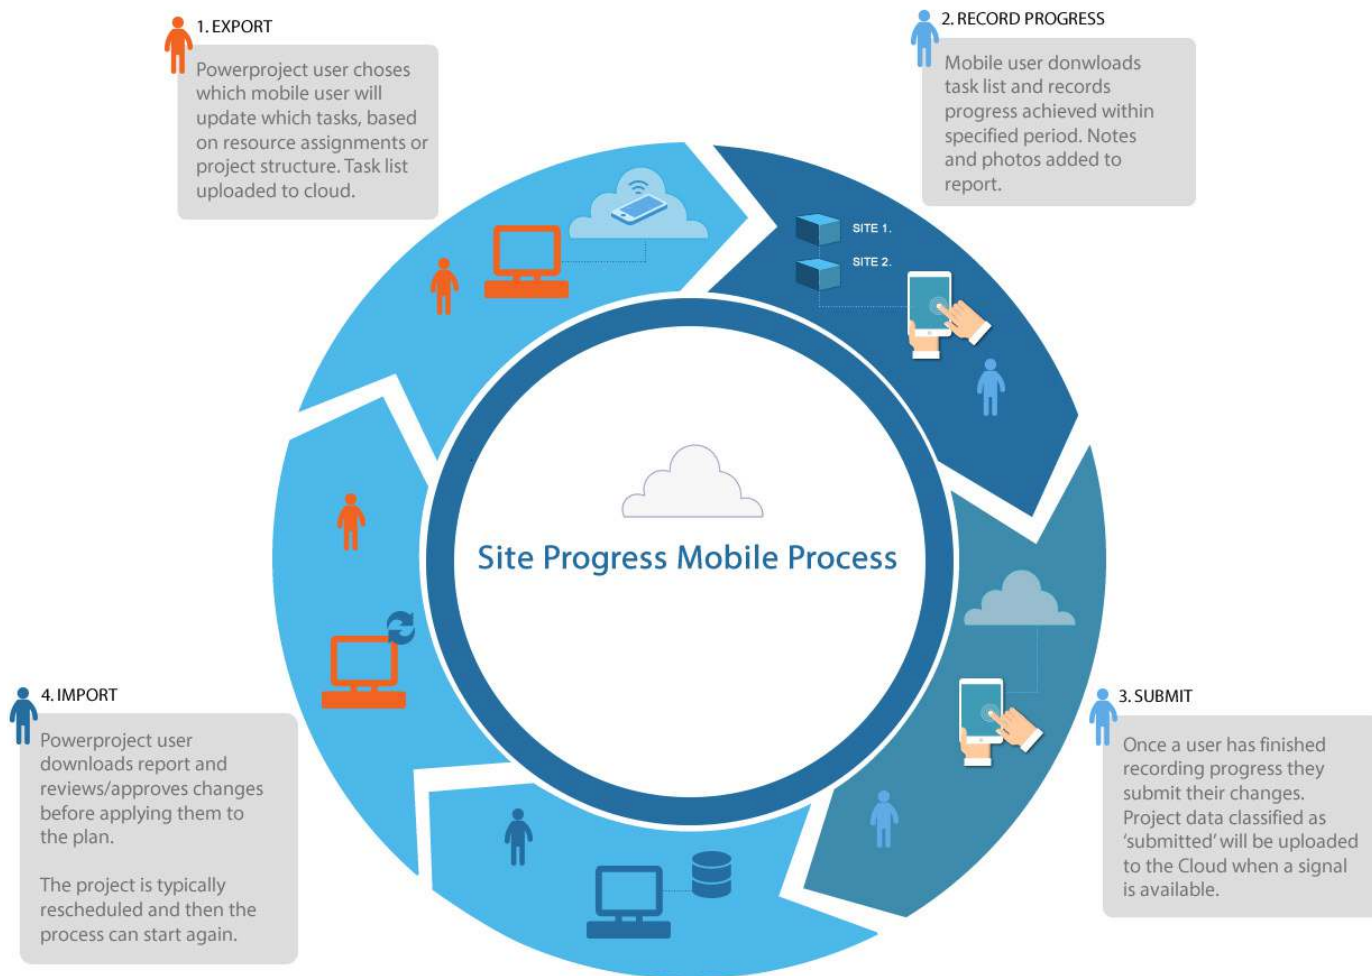 1. EXPORT
Powerproject user choses
which mobile user will
update which tasks, based
on resource assignments or
project structure. Task list
uploaded to cloud.
2. RECORD PROGRESS
Mobile user donwloads
task list and records
progress achieved within
specified period. Notes
and photos added to
report.
SITE 1.
SITE 2.
Site Progress Mobile Process
3. SUBMIT
Once a user has finished
recording progress they
submit their changes.
Project data classified as
‘submitted’ will be uploaded
to the Cloud when a signal
is available.
4. IMPORT
Powerproject user
downloads report and
reviews/approves changes
before applying them to
the plan.
The project is typically
rescheduled and then the
process can start again.